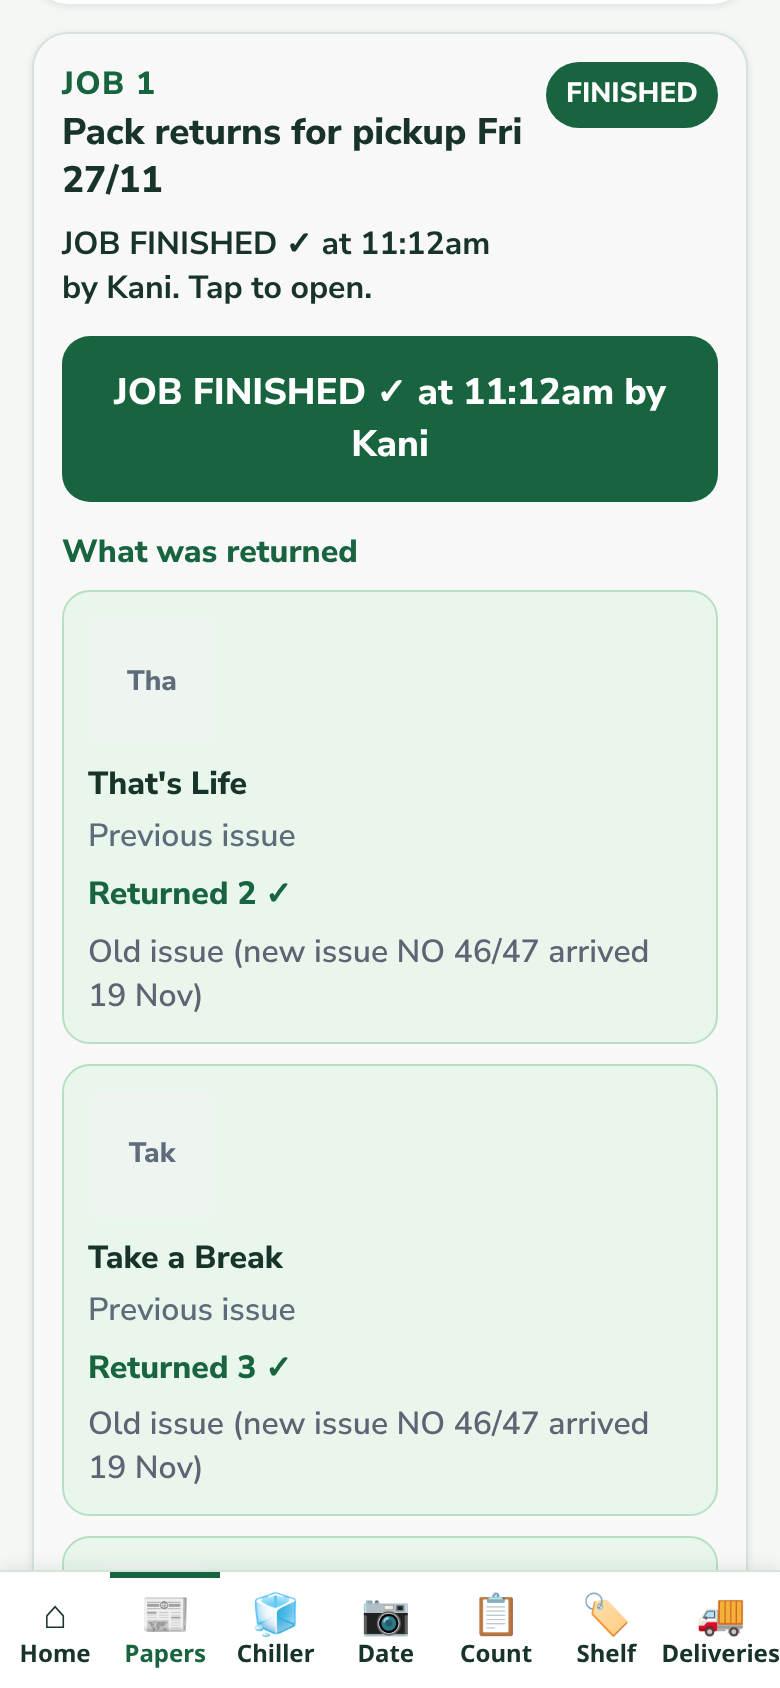 JOB 1
FINISHED
Pack returns for pickup Fri
27/11
JOB FINISHED ✓ at 11:12am
by Kani. Tap to open.
JOB FINISHED ✓ at 11:12am by
Kani
What was returned
Tha
That's Life
Previous issue
Returned 2 ✓
Old issue (new issue NO 46/47 arrived
19 Nov)
Tak
Take a Break
Previous issue
Returned 3 ✓
Old issue (new issue NO 46/47 arrived
19 Nov)
Home
Papers
Chiller
Date
Count
Shelf
Deliveries